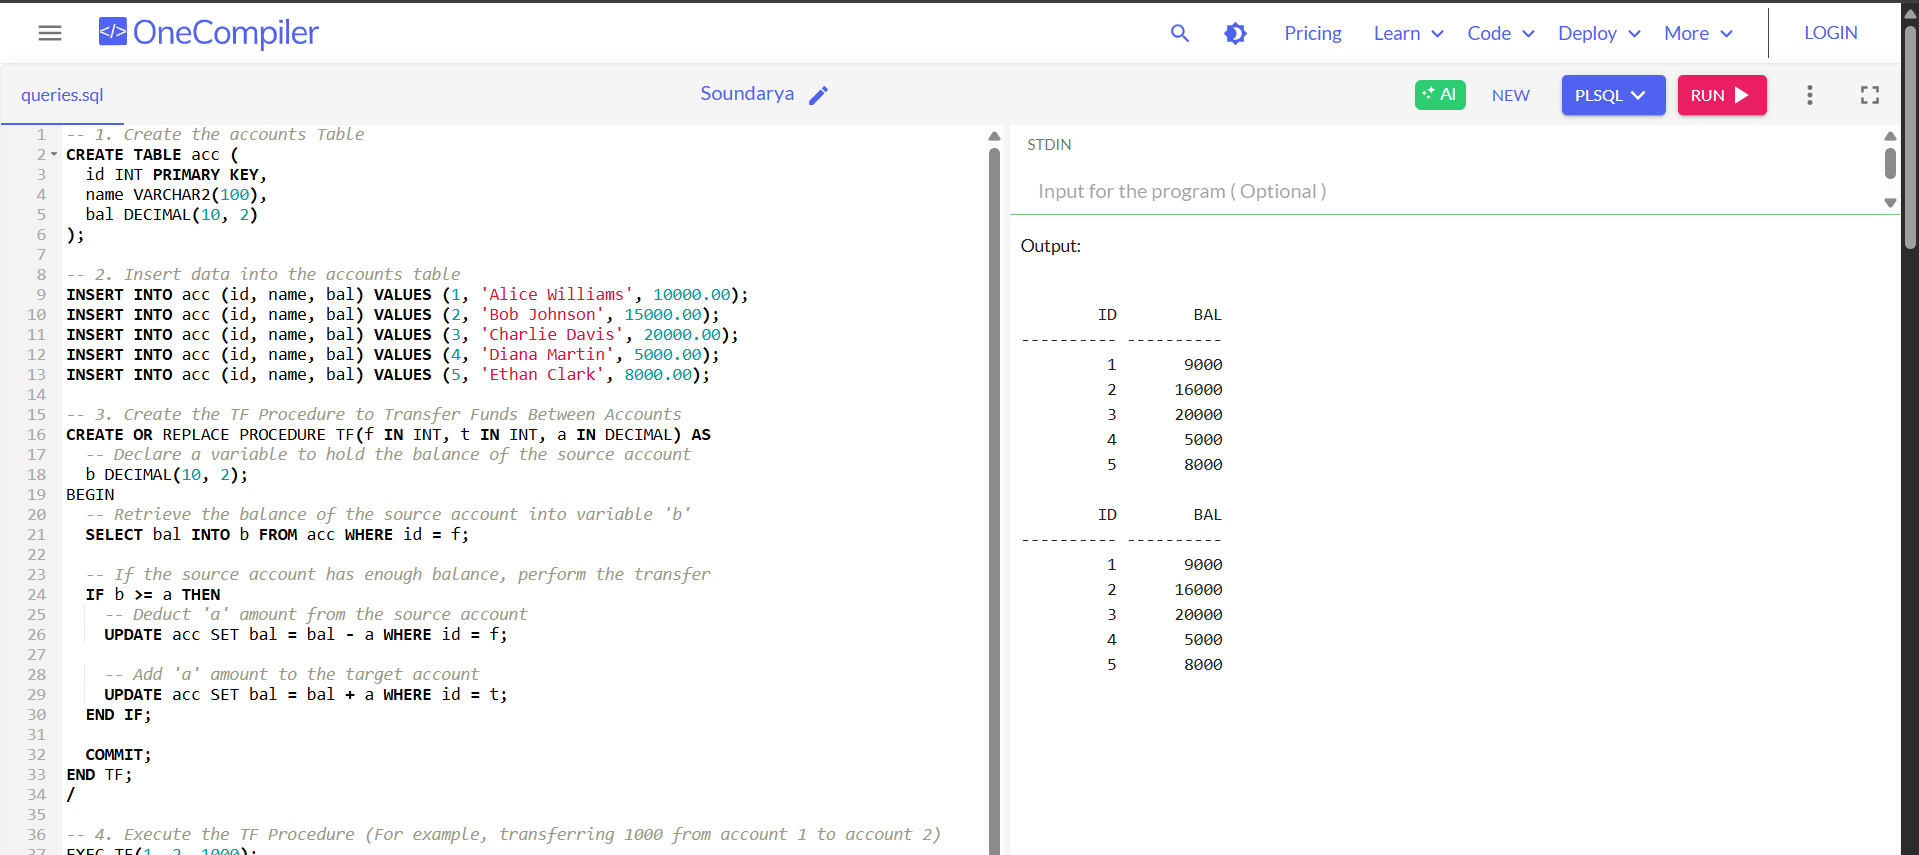 OneCompiler
Pricing Learn Code Deploy More LOGIN
queries.sql Soundarya AI NEW PLSQL RUN
1 -- 1. Create the accounts Table
2 CREATE TABLE acc (
3 id INT PRIMARY KEY,
4 name VARCHAR2(100),
5 bal DECIMAL(10, 2)
6 );
7
8 -- 2. Insert data into the accounts table
9 INSERT INTO acc (id, name, bal) VALUES (1, 'Alice Williams', 10000.00);
10 INSERT INTO acc (id, name, bal) VALUES (2, 'Bob Johnson', 15000.00);
11 INSERT INTO acc (id, name, bal) VALUES (3, 'Charlie Davis', 20000.00);
12 INSERT INTO acc (id, name, bal) VALUES (4, 'Diana Martin', 5000.00);
13 INSERT INTO acc (id, name, bal) VALUES (5, 'Ethan Clark', 8000.00);
14
15 -- 3. Create the TF Procedure to Transfer Funds Between Accounts
16 CREATE OR REPLACE PROCEDURE TF(f IN INT, t IN INT, a IN DECIMAL) AS
17 -- Declare a variable to hold the balance of the source account
18 b DECIMAL(10, 2);
19 BEGIN
20 -- Retrieve the balance of the source account into variable 'b'
21 SELECT bal INTO b FROM acc WHERE id = f;
22
23 -- If the source account has enough balance, perform the transfer
24 IF b >= a THEN
25 -- Deduct 'a' amount from the source account
26 UPDATE acc SET bal = bal - a WHERE id = f;
27
28 -- Add 'a' amount to the target account
29 UPDATE acc SET bal = bal + a WHERE id = t;
30 END IF;
31
32 COMMIT;
33 END TF;
34 /
35
36 -- 4. Execute the TF Procedure (For example, transferring 1000 from account 1 to account 2)
37 EXEC TF(1, 2, 1000);
STDIN
Input for the program ( Optional )
Output:
ID BAL
---------- ----------
1 9000
2 16000
3 20000
4 5000
5 8000
ID BAL
---------- ----------
1 9000
2 16000
3 20000
4 5000
5 8000